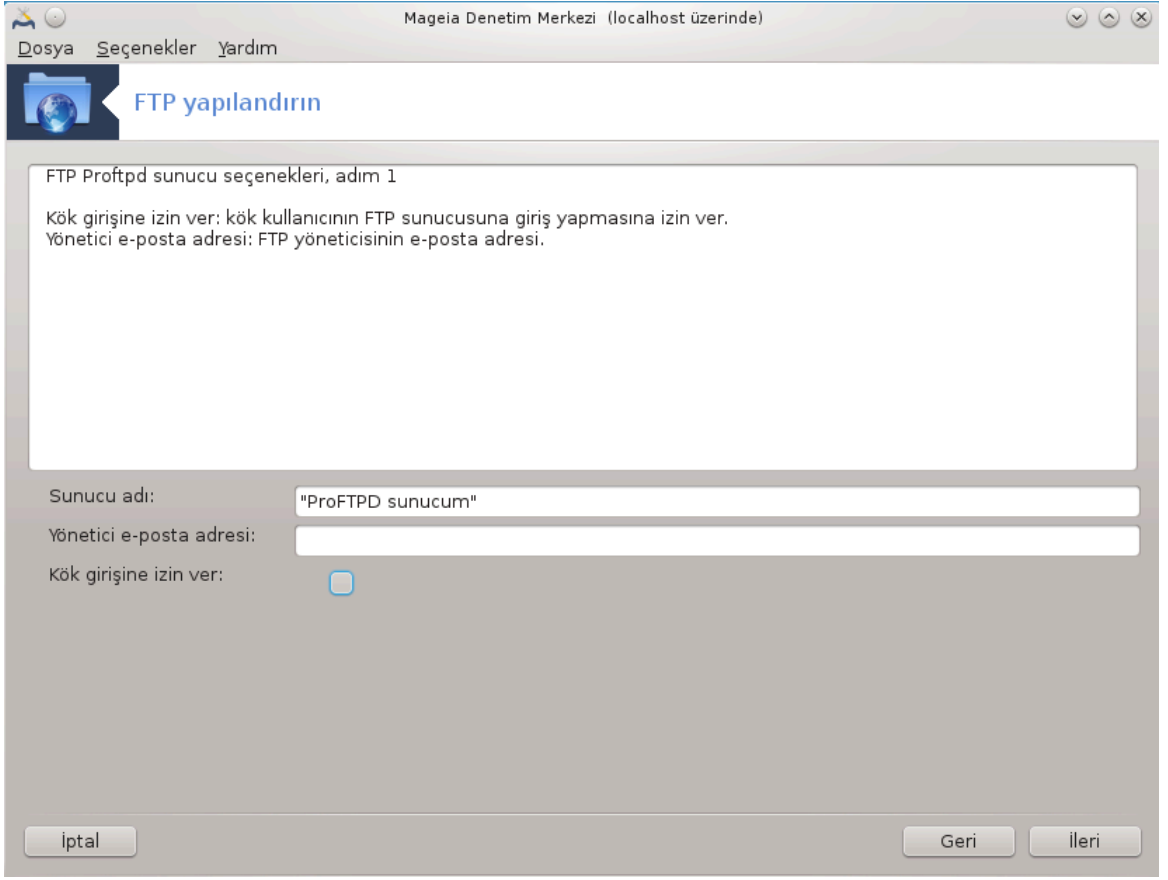 Mageia Denetim Merkezi (localhost üzerinde)
Dosya Seçenekler Yardım
FTP yapılandırın
FTP Proftpd sunucu seçenekleri, adım 1
Kök girişine izin ver: kök kullanıcının FTP sunucusuna giriş yapmasına izin ver.
Yönetici e-posta adresi: FTP yöneticisinin e-posta adresi.
Sunucu adı: "ProFTPD sunucum"
Yönetici e-posta adresi:
Kök girişine izin ver:
İptal Geri İleri